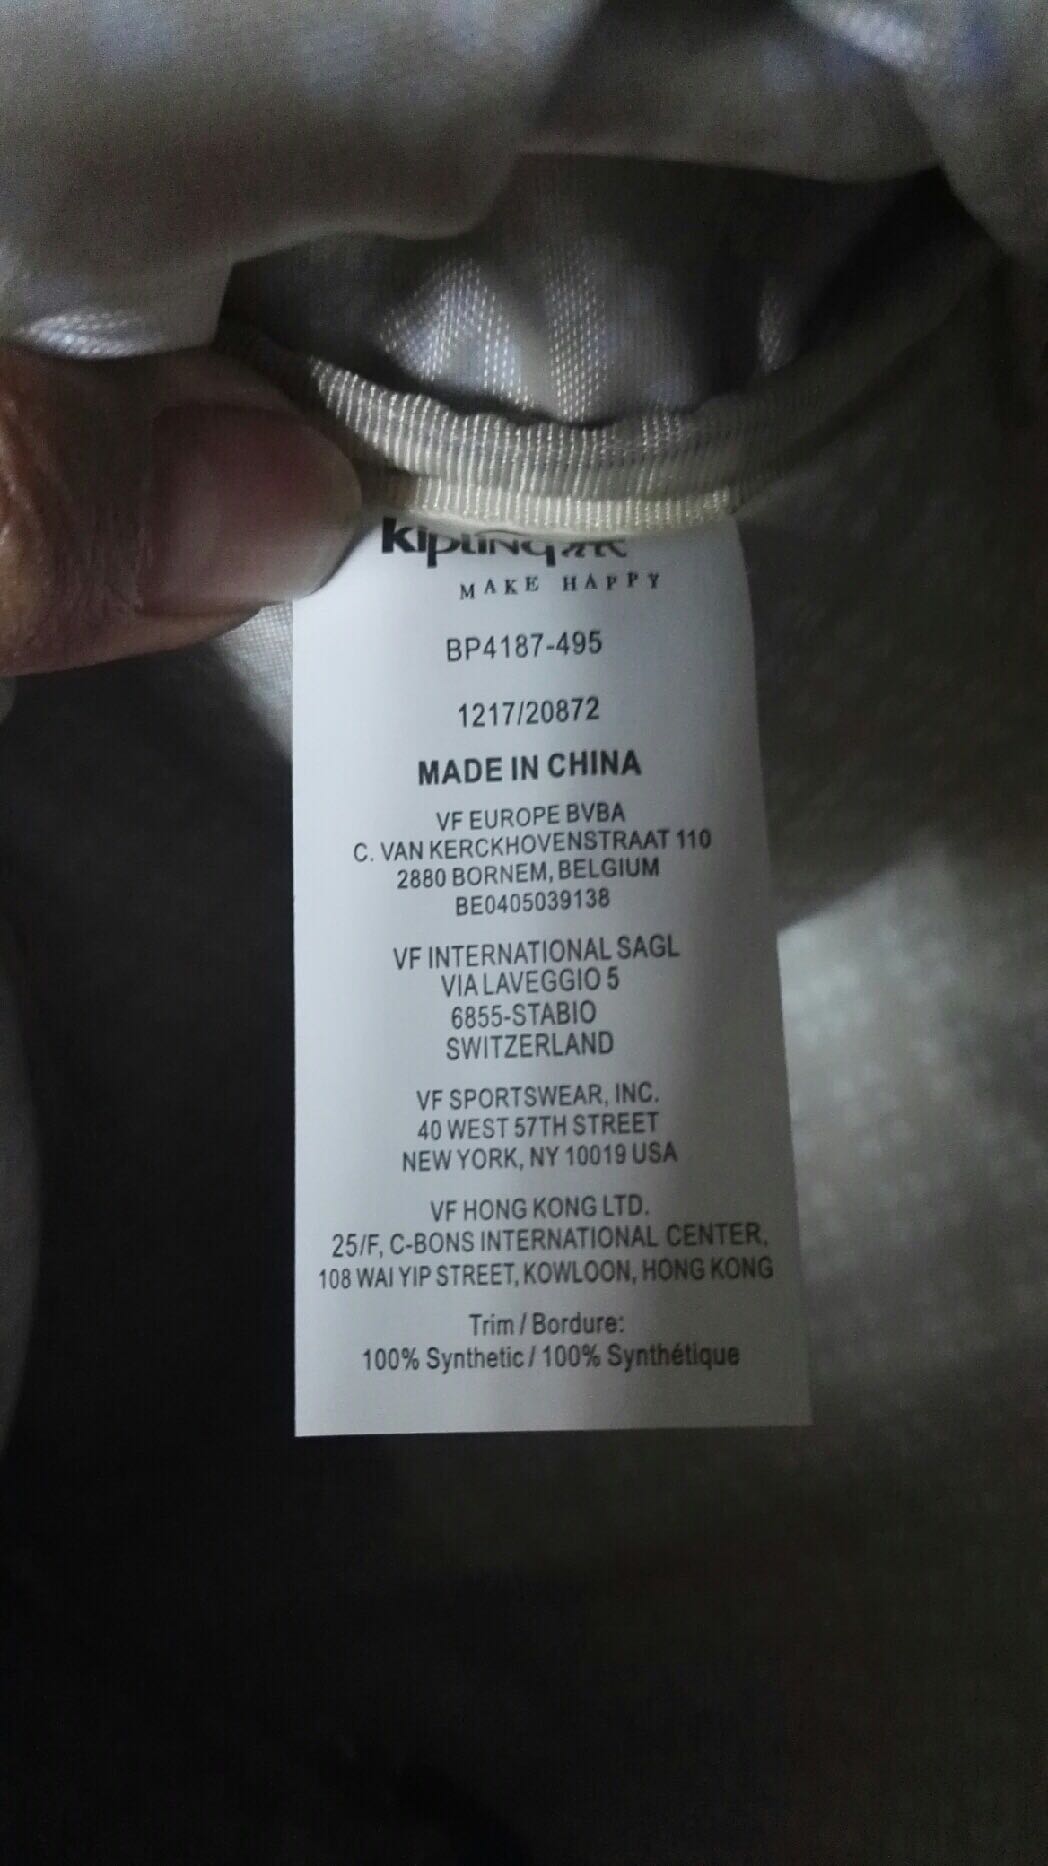 kipling
MAKE HAPPY
BP4187-495
1217/20872
MADE IN CHINA
VF EUROPE BVBA
C. VAN KERCKHOVENSTRAAT 110
2880 BORNEM, BELGIUM
BE0405039138
VF INTERNATIONAL SAGL
VIA LAVEGGIO 5
6855-STABIO
SWITZERLAND
VF SPORTSWEAR, INC.
40 WEST 57TH STREET
NEW YORK, NY 10019 USA
VF HONG KONG LTD.
25/F, C-BONS INTERNATIONAL CENTER,
108 WAI YIP STREET, KOWLOON, HONG KONG
Trim / Bordure:
100% Synthetic / 100% Synthétique